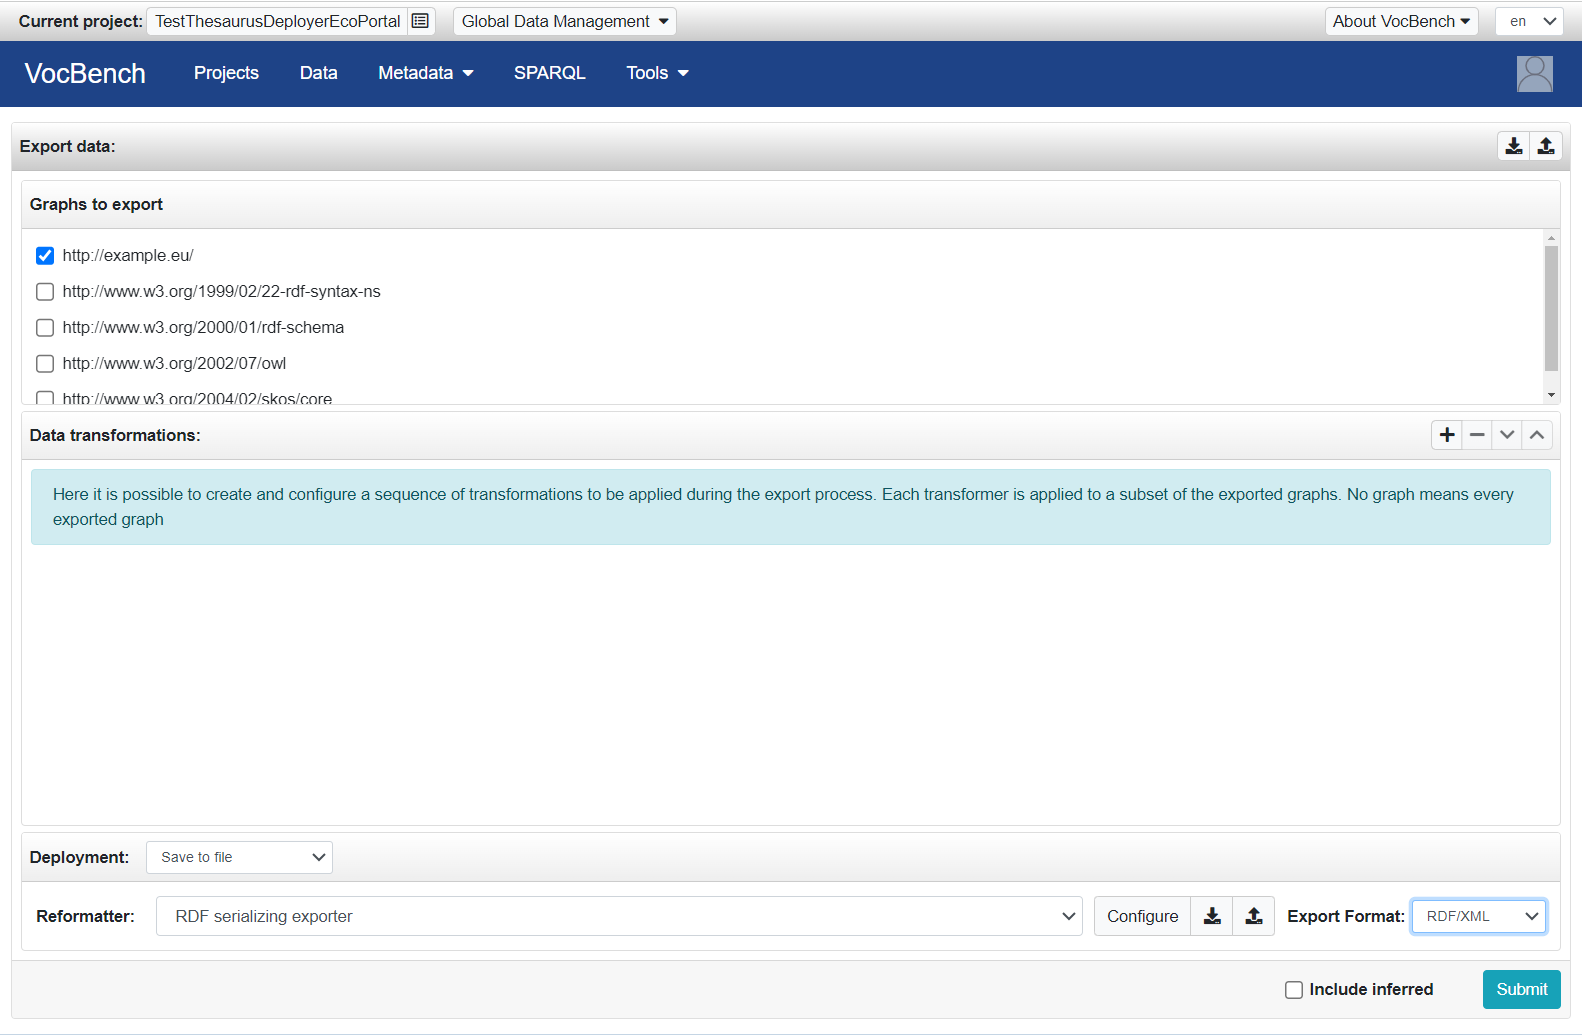 Current project: TestThesaurusDeployerEcoPortal Global Data Management About VocBench en
VocBench Projects Data Metadata SPARQL Tools
Export data:
Graphs to export
http://example.eu/
http://www.w3.org/1999/02/22-rdf-syntax-ns
http://www.w3.org/2000/01/rdf-schema
http://www.w3.org/2002/07/owl
http://www.w3.org/2004/02/skos/core
Data transformations:
Here it is possible to create and configure a sequence of transformations to be applied during the export process. Each transformer is applied to a subset of the exported graphs. No graph means every
exported graph
Deployment: Save to file
Reformatter: RDF serializing exporter Configure Export Format: RDF/XML
Include inferred Submit